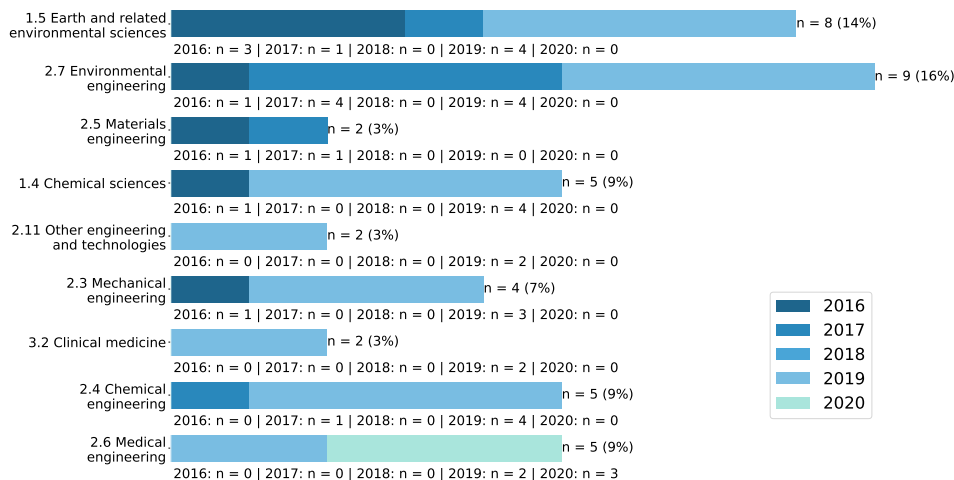 1.5 Earth and related
environmental sciences
n = 8 (14%)
2016: n = 3 | 2017: n = 1 | 2018: n = 0 | 2019: n = 4 | 2020: n = 0
2.7 Environmental
engineering
n = 9 (16%)
2016: n = 1 | 2017: n = 4 | 2018: n = 0 | 2019: n = 4 | 2020: n = 0
2.5 Materials
engineering
n = 2 (3%)
2016: n = 1 | 2017: n = 1 | 2018: n = 0 | 2019: n = 0 | 2020: n = 0
1.4 Chemical sciences
n = 5 (9%)
2016: n = 1 | 2017: n = 0 | 2018: n = 0 | 2019: n = 4 | 2020: n = 0
2.11 Other engineering
and technologies
n = 2 (3%)
2016: n = 0 | 2017: n = 0 | 2018: n = 0 | 2019: n = 2 | 2020: n = 0
2.3 Mechanical
engineering
n = 4 (7%)
2016: n = 1 | 2017: n = 0 | 2018: n = 0 | 2019: n = 3 | 2020: n = 0
3.2 Clinical medicine
n = 2 (3%)
2016: n = 0 | 2017: n = 0 | 2018: n = 0 | 2019: n = 2 | 2020: n = 0
2.4 Chemical
engineering
n = 5 (9%)
2016: n = 0 | 2017: n = 1 | 2018: n = 0 | 2019: n = 4 | 2020: n = 0
2.6 Medical
engineering
n = 5 (9%)
2016: n = 0 | 2017: n = 0 | 2018: n = 0 | 2019: n = 2 | 2020: n = 3
2016
2017
2018
2019
2020